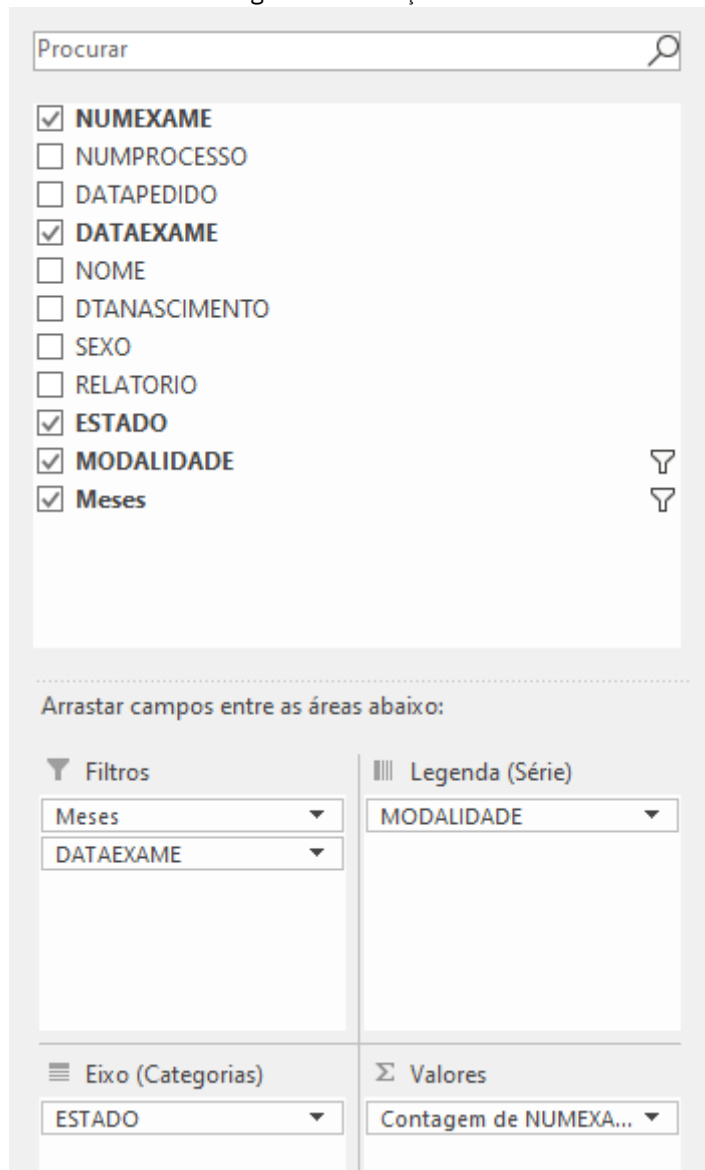 Procurar
NUMEXAME
NUMPROCESSO
DATAPEDIDO
DATAEXAME
NOME
DTANASCIMENTO
SEXO
RELATORIO
ESTADO
MODALIDADE
Meses
Arrastar campos entre as áreas abaixo:
Filtros
Meses
DATAEXAME
Legenda (Série)
MODALIDADE
Eixo (Categorias)
ESTADO
Σ Valores
Contagem de NUMEXA...